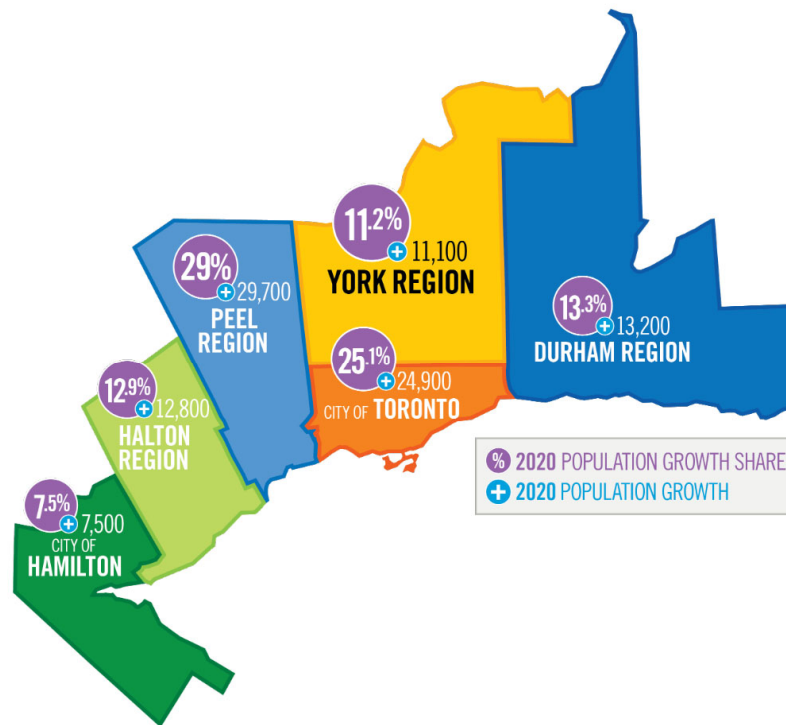 11.2%
+ 11,100
YORK REGION
29%
+ 29,700
PEEL
REGION
13.3%
+ 13,200
DURHAM REGION
25.1%
+ 24,900
CITY OF TORONTO
12.9%
+ 12,800
HALTON
REGION
% 2020 POPULATION GROWTH SHARE
+ 2020 POPULATION GROWTH
7.5%
+ 7,500
CITY OF
HAMILTON